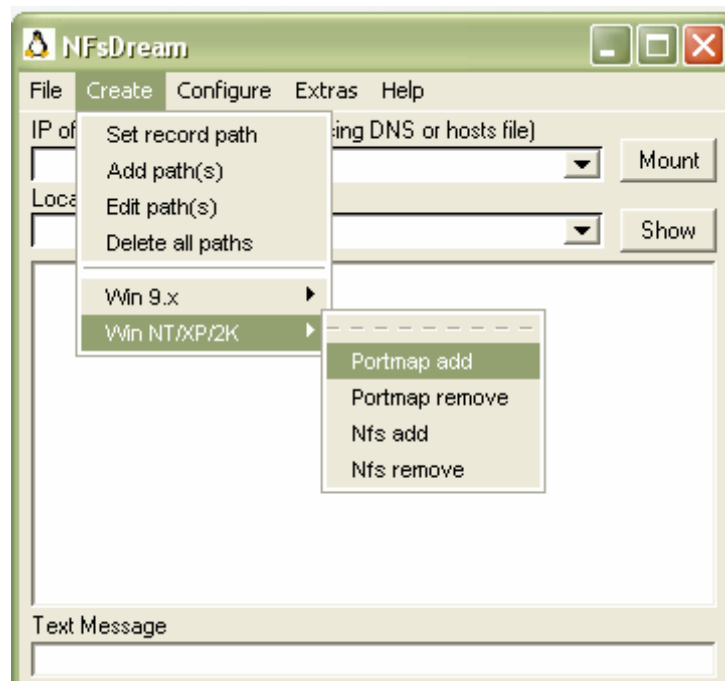 NFsDream
File Create Configure Extras Help
IP of
ing DNS or hosts file)
Set record path
Mount
Add path(s)
Loca
Edit path(s)
Show
Delete all paths
Win 9.x
Win NT/XP/2K
Portmap add
Portmap remove
Nfs add
Nfs remove
Text Message